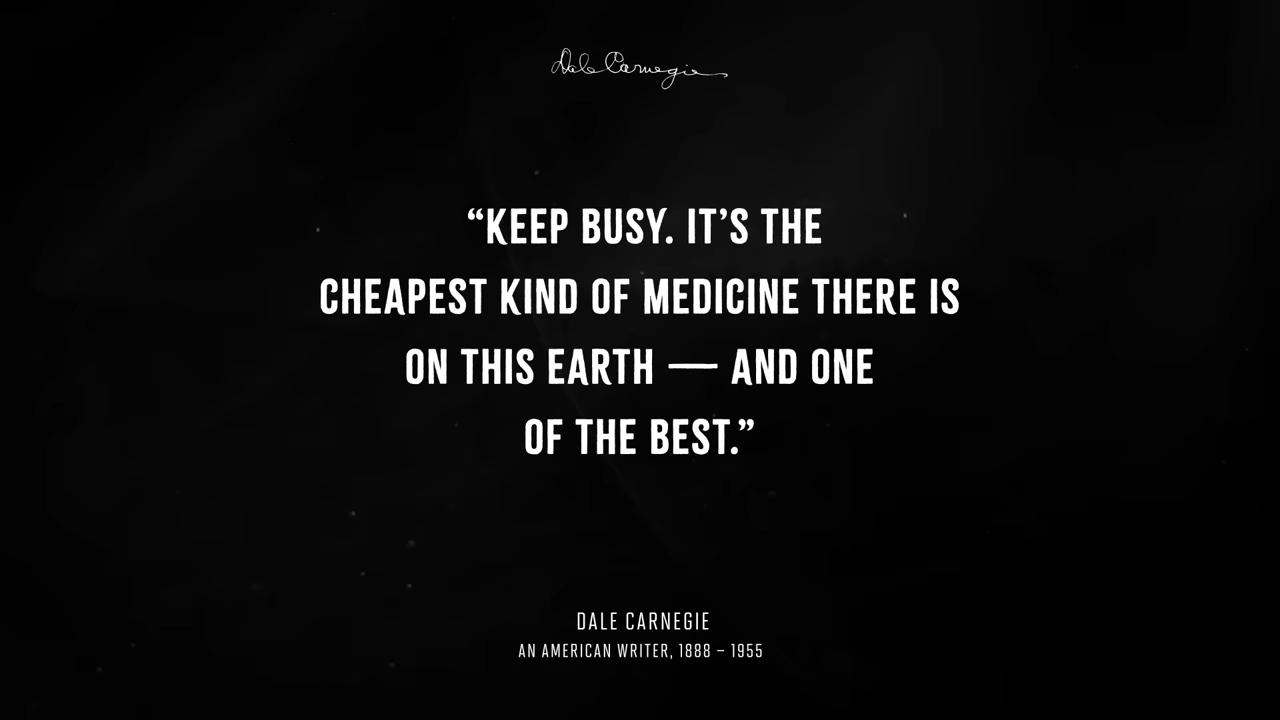 Dale Carnegie
“KEEP BUSY. IT’S THE
CHEAPEST KIND OF MEDICINE THERE IS
ON THIS EARTH — AND ONE
OF THE BEST.”
DALE CARNEGIE
AN AMERICAN WRITER, 1888 – 1955